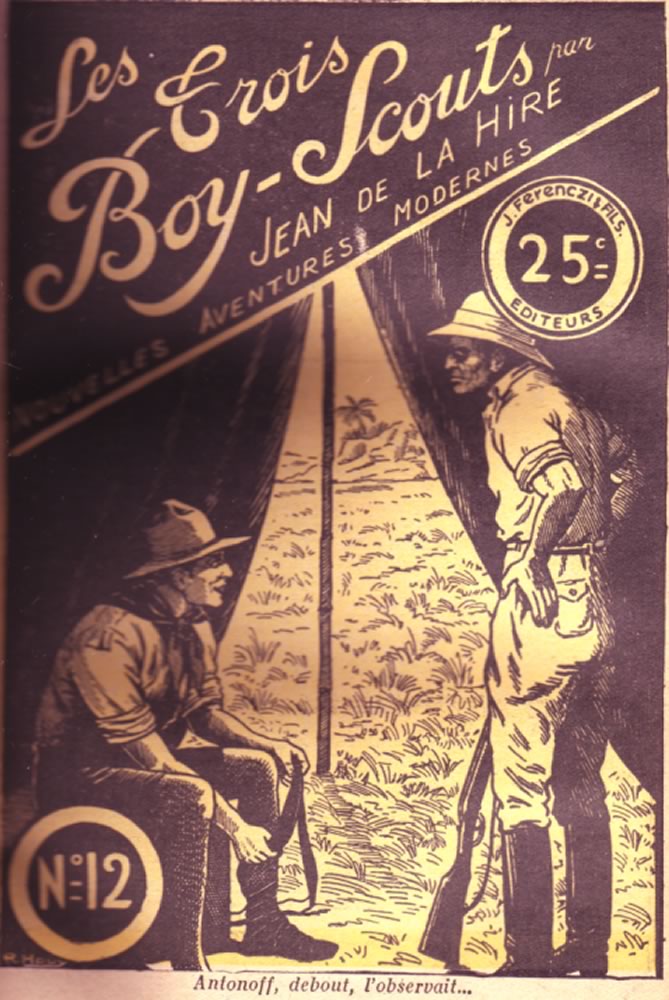 Les Trois
Boy-Scouts par
JEAN DE LA HIRE
NOUVELLES AVENTURES MODERNES
J. FERENCZI & FILS.
25c
EDITEURS
No 12
Antonoff, debout, l'observait...